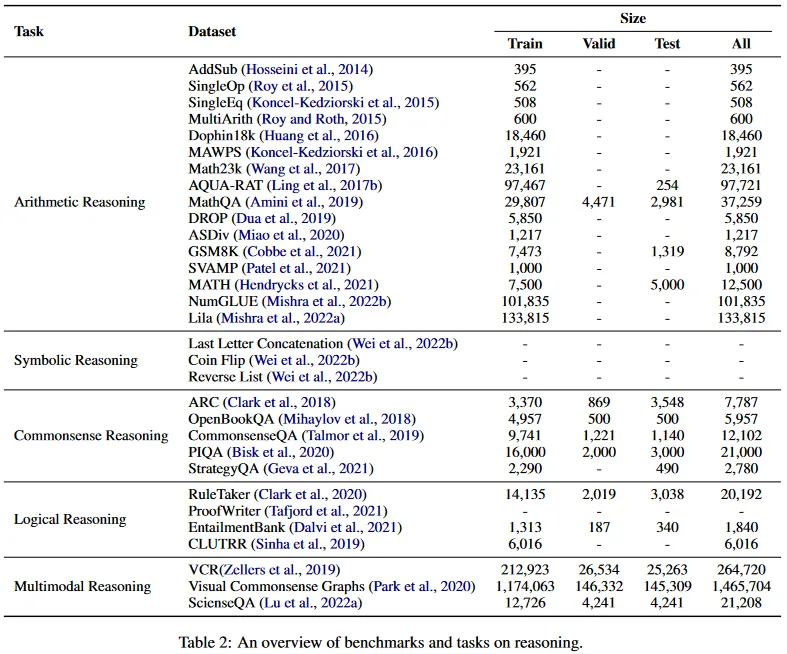 Task Dataset Size
Train Valid Test All
Arithmetic Reasoning
AddSub (Hosseini et al., 2014) 395 - - 395
SingleOp (Roy et al., 2015) 562 - - 562
SingleEq (Koncel-Kedziorski et al., 2015) 508 - - 508
MultiArith (Roy and Roth, 2015) 600 - - 600
Dophin18k (Huang et al., 2016) 18,460 - - 18,460
MAWPS (Koncel-Kedziorski et al., 2016) 1,921 - - 1,921
Math23k (Wang et al., 2017) 23,161 - - 23,161
AQUA-RAT (Ling et al., 2017b) 97,467 - 254 97,721
MathQA (Amini et al., 2019) 29,807 4,471 2,981 37,259
DROP (Dua et al., 2019) 5,850 - - 5,850
ASDiv (Miao et al., 2020) 1,217 - - 1,217
GSM8K (Cobbe et al., 2021) 7,473 - 1,319 8,792
SVAMP (Patel et al., 2021) 1,000 - - 1,000
MATH (Hendrycks et al., 2021) 7,500 - 5,000 12,500
NumGLUE (Mishra et al., 2022b) 101,835 - - 101,835
Lila (Mishra et al., 2022a) 133,815 - - 133,815
Symbolic Reasoning
Last Letter Concatenation (Wei et al., 2022b) - - - -
Coin Flip (Wei et al., 2022b) - - - -
Reverse List (Wei et al., 2022b) - - - -
Commonsense Reasoning
ARC (Clark et al., 2018) 3,370 869 3,548 7,787
OpenBookQA (Mihaylov et al., 2018) 4,957 500 500 5,957
CommonsenseQA (Talmor et al., 2019) 9,741 1,221 1,140 12,102
PIQA (Bisk et al., 2020) 16,000 2,000 3,000 21,000
StrategyQA (Geva et al., 2021) 2,290 - 490 2,780
Logical Reasoning
RuleTaker (Clark et al., 2020) 14,135 2,019 3,038 20,192
ProofWriter (Tafjord et al., 2021) - - - -
EntailmentBank (Dalvi et al., 2021) 1,313 187 340 1,840
CLUTRR (Sinha et al., 2019) 6,016 - - 6,016
Multimodal Reasoning
VCR(Zellers et al., 2019) 212,923 26,534 25,263 264,720
Visual Commonsense Graphs (Park et al., 2020) 1,174,063 146,332 145,309 1,465,704
ScienseQA (Lu et al., 2022a) 12,726 4,241 4,241 21,208
Table 2: An overview of benchmarks and tasks on reasoning.